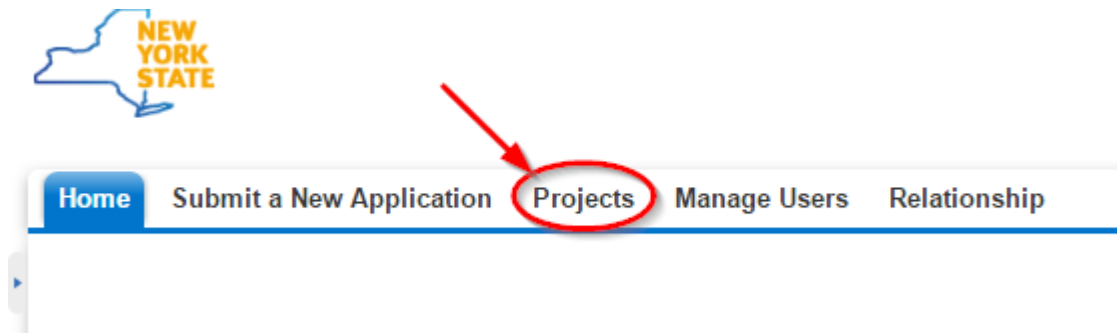 NEW
YORK
STATE
Home Submit a New Application Projects Manage Users Relationship